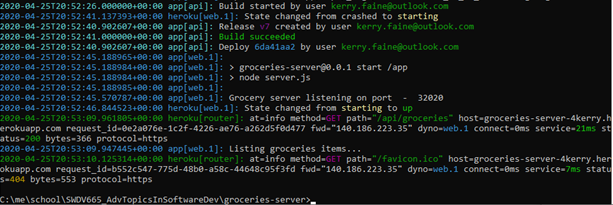 2020-04-25T20:52:26.000000+00:00 app[api]: Build started by user kerry.faine@outlook.com
2020-04-25T20:52:41.137393+00:00 heroku[web.1]: State changed from crashed to starting
2020-04-25T20:52:40.902607+00:00 app[api]: Release v7 created by user kerry.faine@outlook.com
2020-04-25T20:52:41.000000+00:00 app[api]: Build succeeded
2020-04-25T20:52:40.902607+00:00 app[api]: Deploy 6da41aa2 by user kerry.faine@outlook.com
2020-04-25T20:52:45.188965+00:00 app[web.1]:
2020-04-25T20:52:45.188984+00:00 app[web.1]: > groceries-server@0.0.1 start /app
2020-04-25T20:52:45.188984+00:00 app[web.1]: > node server.js
2020-04-25T20:52:45.188985+00:00 app[web.1]:
2020-04-25T20:52:45.570787+00:00 app[web.1]: Grocery server listening on port  -  32020
2020-04-25T20:52:46.844523+00:00 heroku[web.1]: State changed from starting to up
2020-04-25T20:53:09.961805+00:00 heroku[router]: at=info method=GET path="/api/groceries" host=groceries-server-4kerry.h
erokuapp.com request_id=0e2a076e-1c2f-4226-ae76-a262d5f0d477 fwd="140.186.223.35" dyno=web.1 connect=0ms service=21ms st
atus=200 bytes=366 protocol=https
2020-04-25T20:53:09.947445+00:00 app[web.1]: Listing groceries items...
2020-04-25T20:53:10.125314+00:00 heroku[router]: at=info method=GET path="/favicon.ico" host=groceries-server-4kerry.her
okuapp.com request_id=b552c547-775d-48b0-a58c-44648c95f3fd fwd="140.186.223.35" dyno=web.1 connect=0ms service=7ms statu
s=404 bytes=553 protocol=https
C:\me\school\SWDV665_AdvTopicsInSoftwareDev\groceries-server>